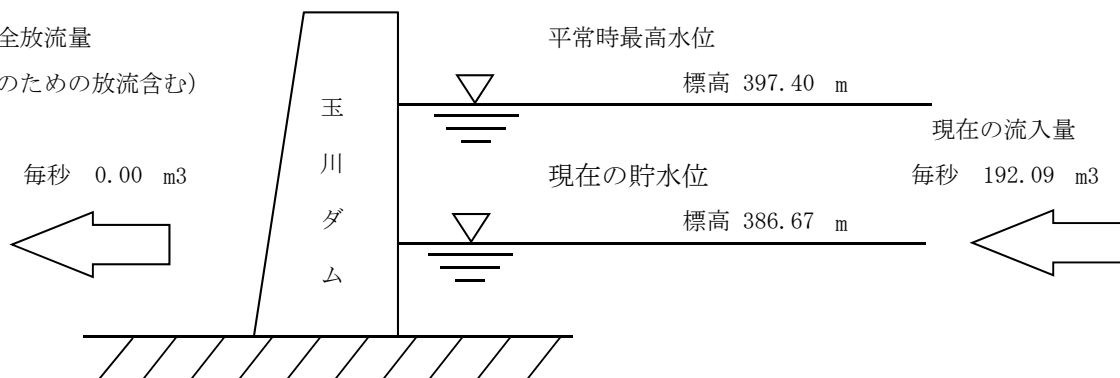 全放流量
のための放流含む）
毎秒 0.00 m3
玉
川
ダ
ム
平常時最高水位
標高 397.40 m
現在の貯水位
標高 386.67 m
現在の流入量
毎秒 192.09 m3